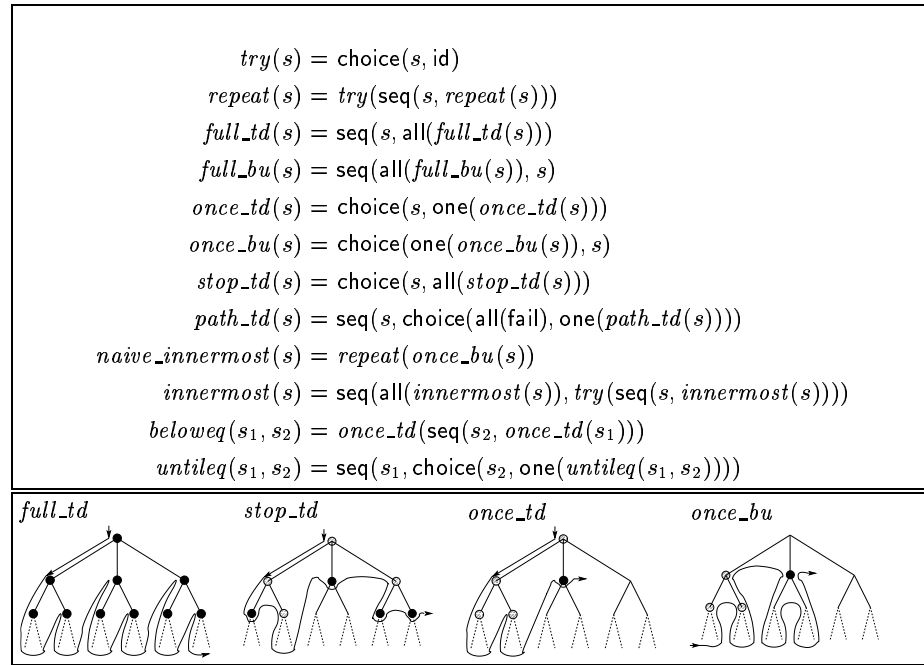 try(s) = choice(s, id)
repeat(s) = try(seq(s, repeat(s)))
full_td(s) = seq(s, all(full_td(s)))
full_bu(s) = seq(all(full_bu(s)), s)
once_td(s) = choice(s, one(once_td(s)))
once_bu(s) = choice(one(once_bu(s)), s)
stop_td(s) = choice(s, all(stop_td(s)))
path_td(s) = seq(s, choice(all(fail), one(path_td(s))))
naive_innermost(s) = repeat(once_bu(s))
innermost(s) = seq(all(innermost(s)), try(seq(s, innermost(s))))
beloweq(s₁, s₂) = once_td(seq(s₂, once_td(s₁)))
untileq(s₁, s₂) = seq(s₁, choice(s₂, one(untileq(s₁, s₂))))
full_td stop_td once_td once_bu